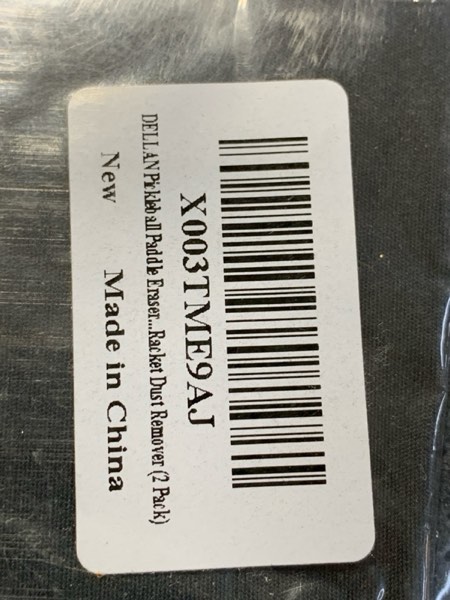 X003TME9AJ
DELLAN Pickleball Paddle Eraser...Racket Dust Remover (2 Pack)
New Made in China